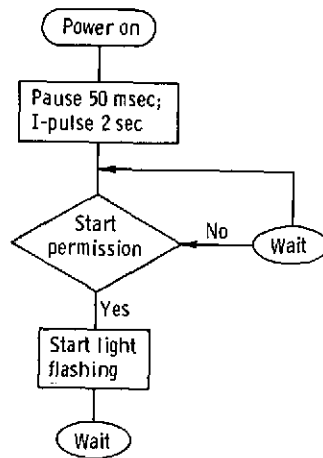 Power on
Pause 50 msec;
I-pulse 2 sec
Start
permission
No
Wait
Yes
Start light
flashing
Wait